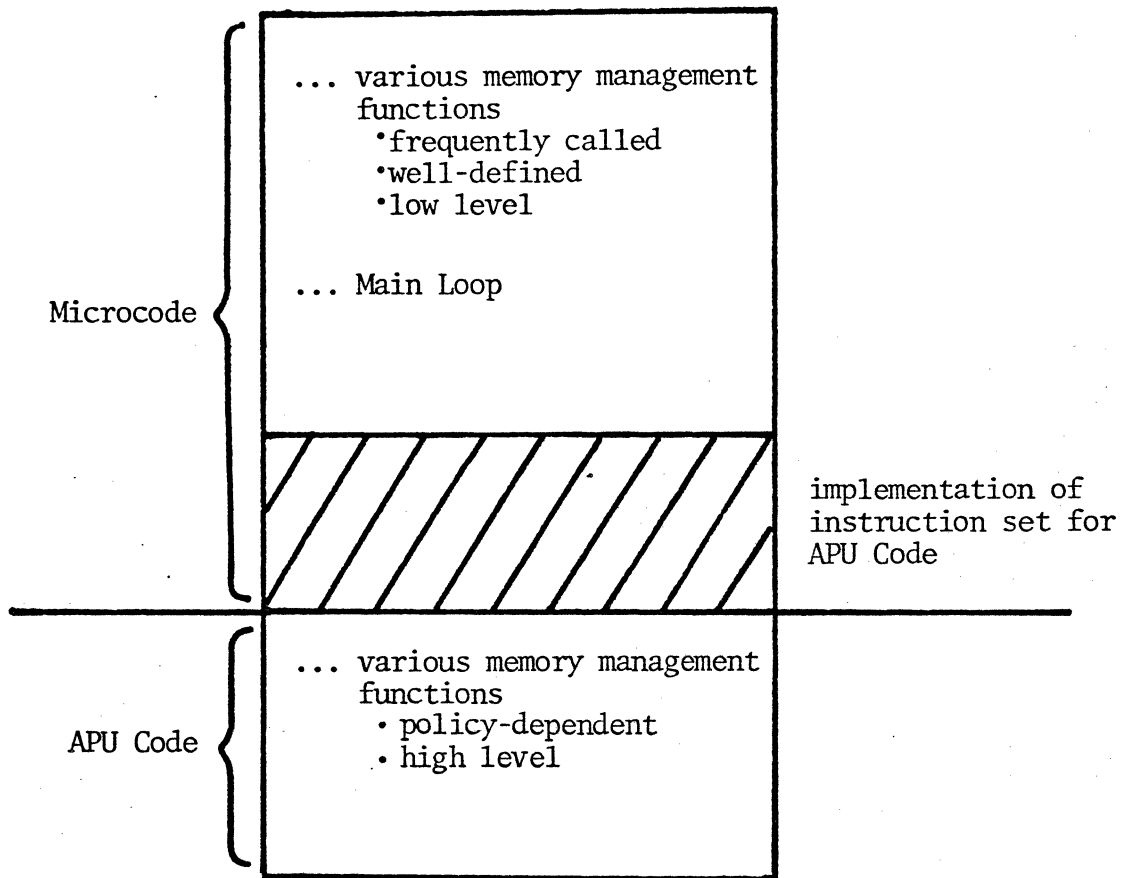 ... various memory management
functions
•frequently called
•well-defined
•low level
... Main Loop
Microcode
implementation of
instruction set for
APU Code
... various memory management
functions
• policy-dependent
• high level
APU Code